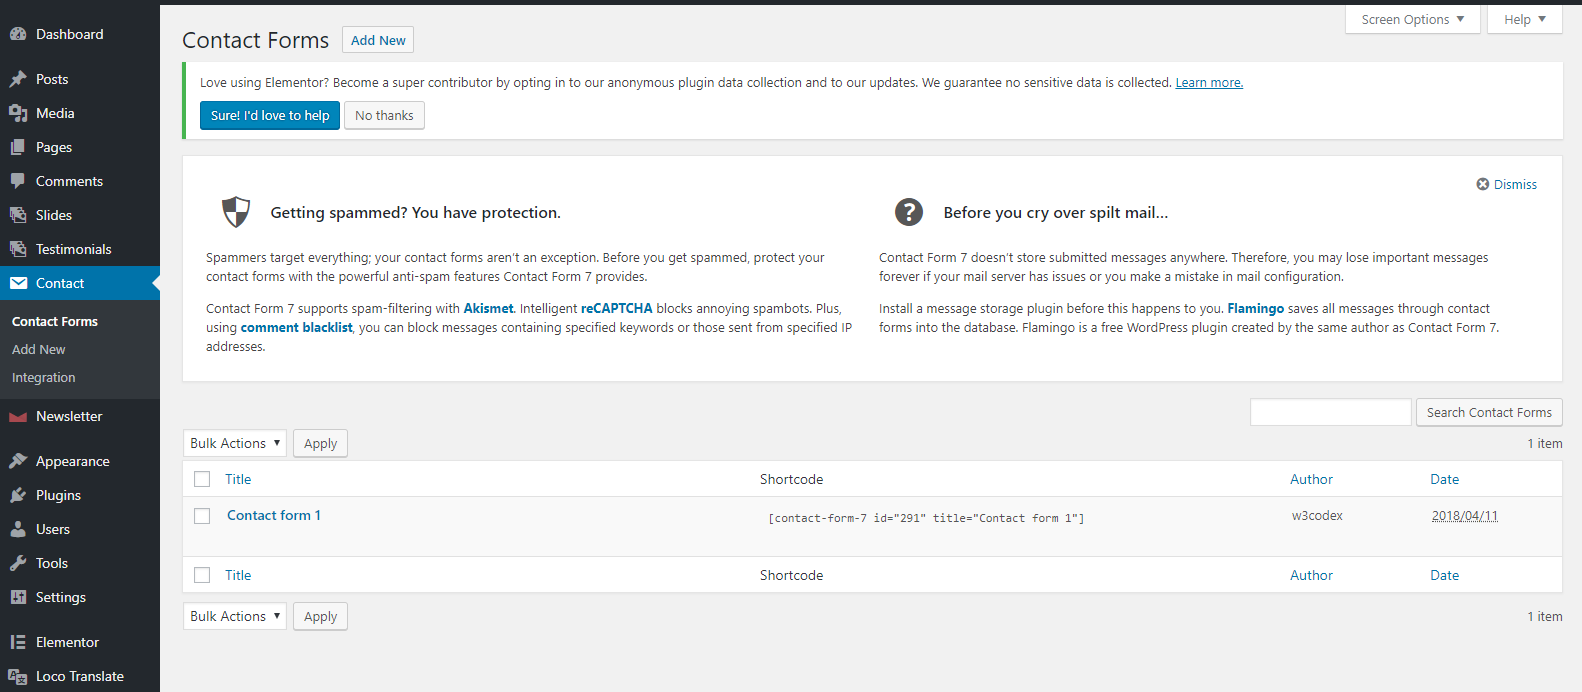 Dashboard
Posts
Media
Pages
Comments
Slides
Testimonials
Contact
Contact Forms
Add New
Integration
Newsletter
Appearance
Plugins
Users
Tools
Settings
Elementor
Loco Translate
Screen Options ▼
Help ▼
Contact Forms Add New
Love using Elementor? Become a super contributor by opting in to our anonymous plugin data collection and to our updates. We guarantee no sensitive data is collected. Learn more.
Sure! I'd love to help No thanks
Dismiss
Getting spammed? You have protection.
Spammers target everything; your contact forms aren’t an exception. Before you get spammed, protect your
contact forms with the powerful anti-spam features Contact Form 7 provides.
Contact Form 7 supports spam-filtering with Akismet. Intelligent reCAPTCHA blocks annoying spambots. Plus,
using comment blacklist, you can block messages containing specified keywords or those sent from specified IP
addresses.
Before you cry over spilt mail…
Contact Form 7 doesn’t store submitted messages anywhere. Therefore, you may lose important messages
forever if your mail server has issues or you make a mistake in mail configuration.
Install a message storage plugin before this happens to you. Flamingo saves all messages through contact
forms into the database. Flamingo is a free WordPress plugin created by the same author as Contact Form 7.
Search Contact Forms
Bulk Actions ▼ Apply 1 item
Title Shortcode Author Date
Contact form 1 [contact-form-7 id="291" title="Contact form 1"] w3codex 2018/04/11
Title Shortcode Author Date
Bulk Actions ▼ Apply 1 item